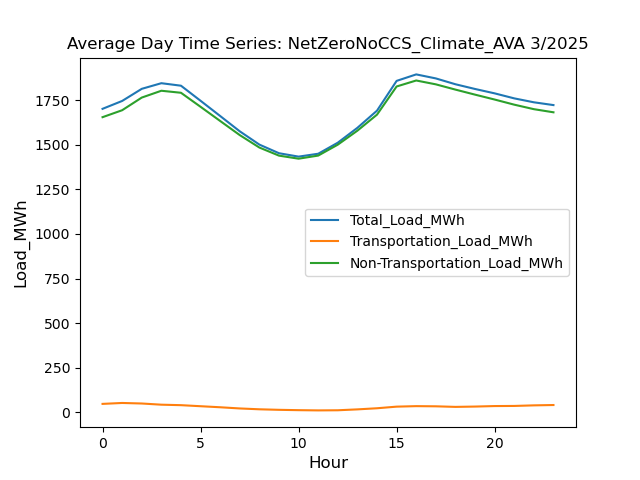 Average Day Time Series: NetZeroNoCCS_Climate_AVA 3/2025
Load_MWh
1750
1500
1250
1000
750
500
250
0
Total_Load_MWh
Transportation_Load_MWh
Non-Transportation_Load_MWh
0 5 10 15 20
Hour